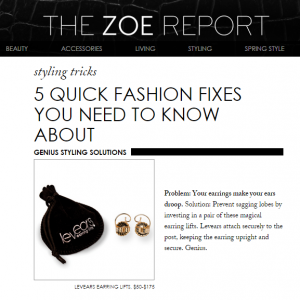 THE ZOE REPORT
BEAUTY ACCESSORIES LIVING STYLING SPRING STYLE
styling tricks
5 QUICK FASHION FIXES
YOU NEED TO KNOW
ABOUT
GENIUS STYLING SOLUTIONS
Problem: Your earrings make your ears
droop. Solution: Prevent sagging lobes by
investing in a pair of these magical
earring lifts. Levears attach securely to the
post, keeping the earring upright and
secure. Genius.
levears
LEVEARS EARRING LIFTS, $50-$175